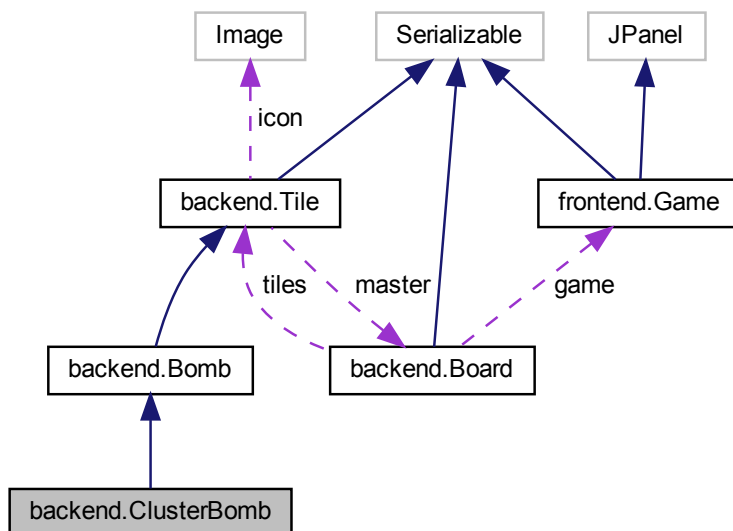 Image
Serializable
JPanel
icon
backend.Tile
frontend.Game
tiles
master
game
backend.Bomb
backend.Board
backend.ClusterBomb